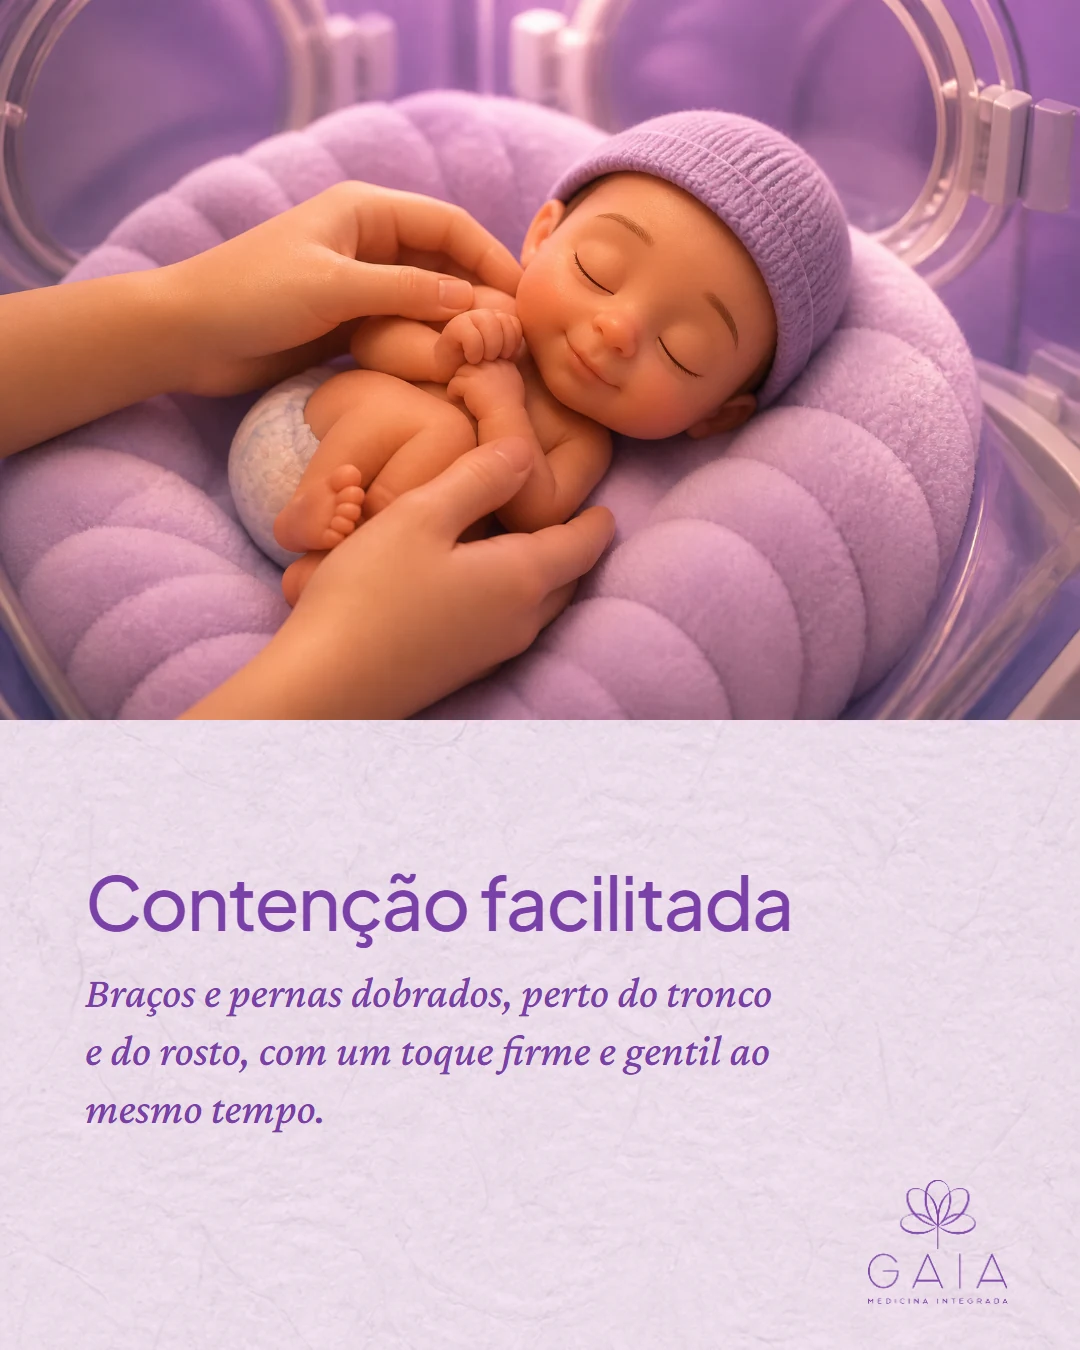 Contenção facilitada
Braços e pernas dobrados, perto do tronco
e do rosto, com um toque firme e gentil ao
mesmo tempo.
GAIA
MEDICINA INTEGRADA